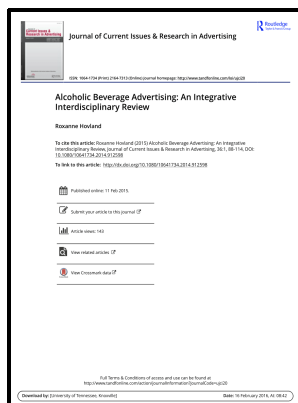 Journal of Current Issues & Research in Advertising
Routledge
ISSN: 1064-1734 (Print) 2164-7313 (Online) Journal homepage: http://www.tandfonline.com/loi/ujci20
Alcoholic Beverage Advertising: An Integrative
Interdisciplinary Review
Roxanne Hovland
To cite this article: Roxanne Hovland (2015) Alcoholic Beverage Advertising: An Integrative
Interdisciplinary Review, Journal of Current Issues & Research in Advertising, 36:1, 88-114, DOI:
10.1080/10641734.2014.912598
To link to this article: http://dx.doi.org/10.1080/10641734.2014.912598
Published online: 11 Feb 2015.
Submit your article to this journal
Article views: 143
View related articles
View Crossmark data
Full Terms & Conditions of access and use can be found at
http://www.tandfonline.com/action/journalInformation?journalCode=ujci20
Download by: [University of Tennessee, Knoxville]
Date: 16 February 2016, At: 08:42